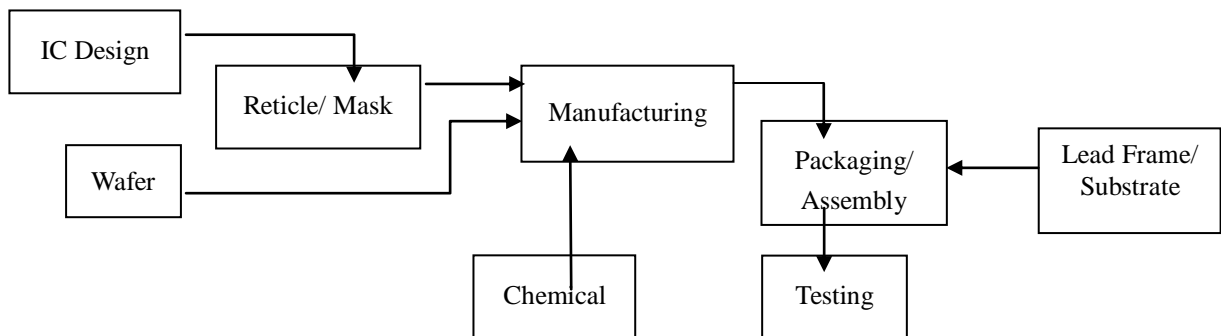 IC Design
Reticle/ Mask
Manufacturing
Wafer
Packaging/
Assembly
Lead Frame/
Substrate
Chemical
Testing